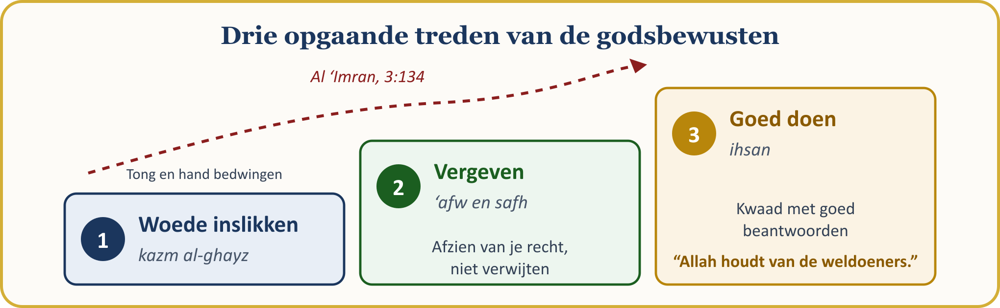 Drie opgaande treden van de godsbewusten
Al ‘Imran, 3:134
Tong en hand bedwingen
1
Woede inslikken
kazm al-ghayz
2
Vergeven
‘afw en safh
Afzien van je recht,
niet verwijten
3
Goed doen
ihsan
Kwaad met goed
beantwoorden
“Allah houdt van de weldoeners.”